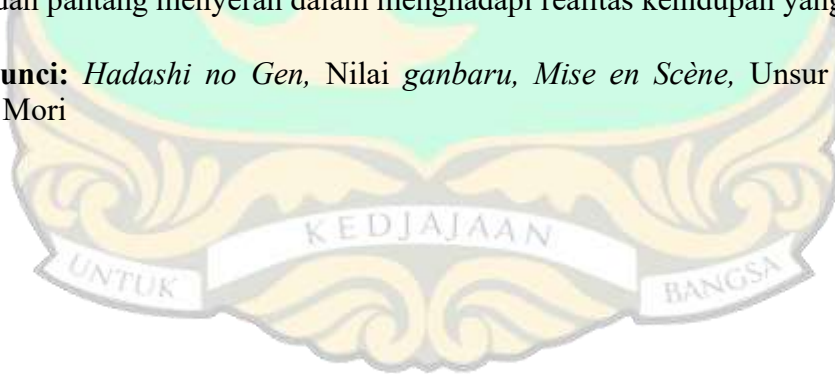 dan pantang menyerah dalam menghadapi realitas kehidupan yang
unci: Hadashi no Gen, Nilai ganbaru, Mise en Scène, Unsur
Mori
KEDJAJAAN
UNTUK BANGSA